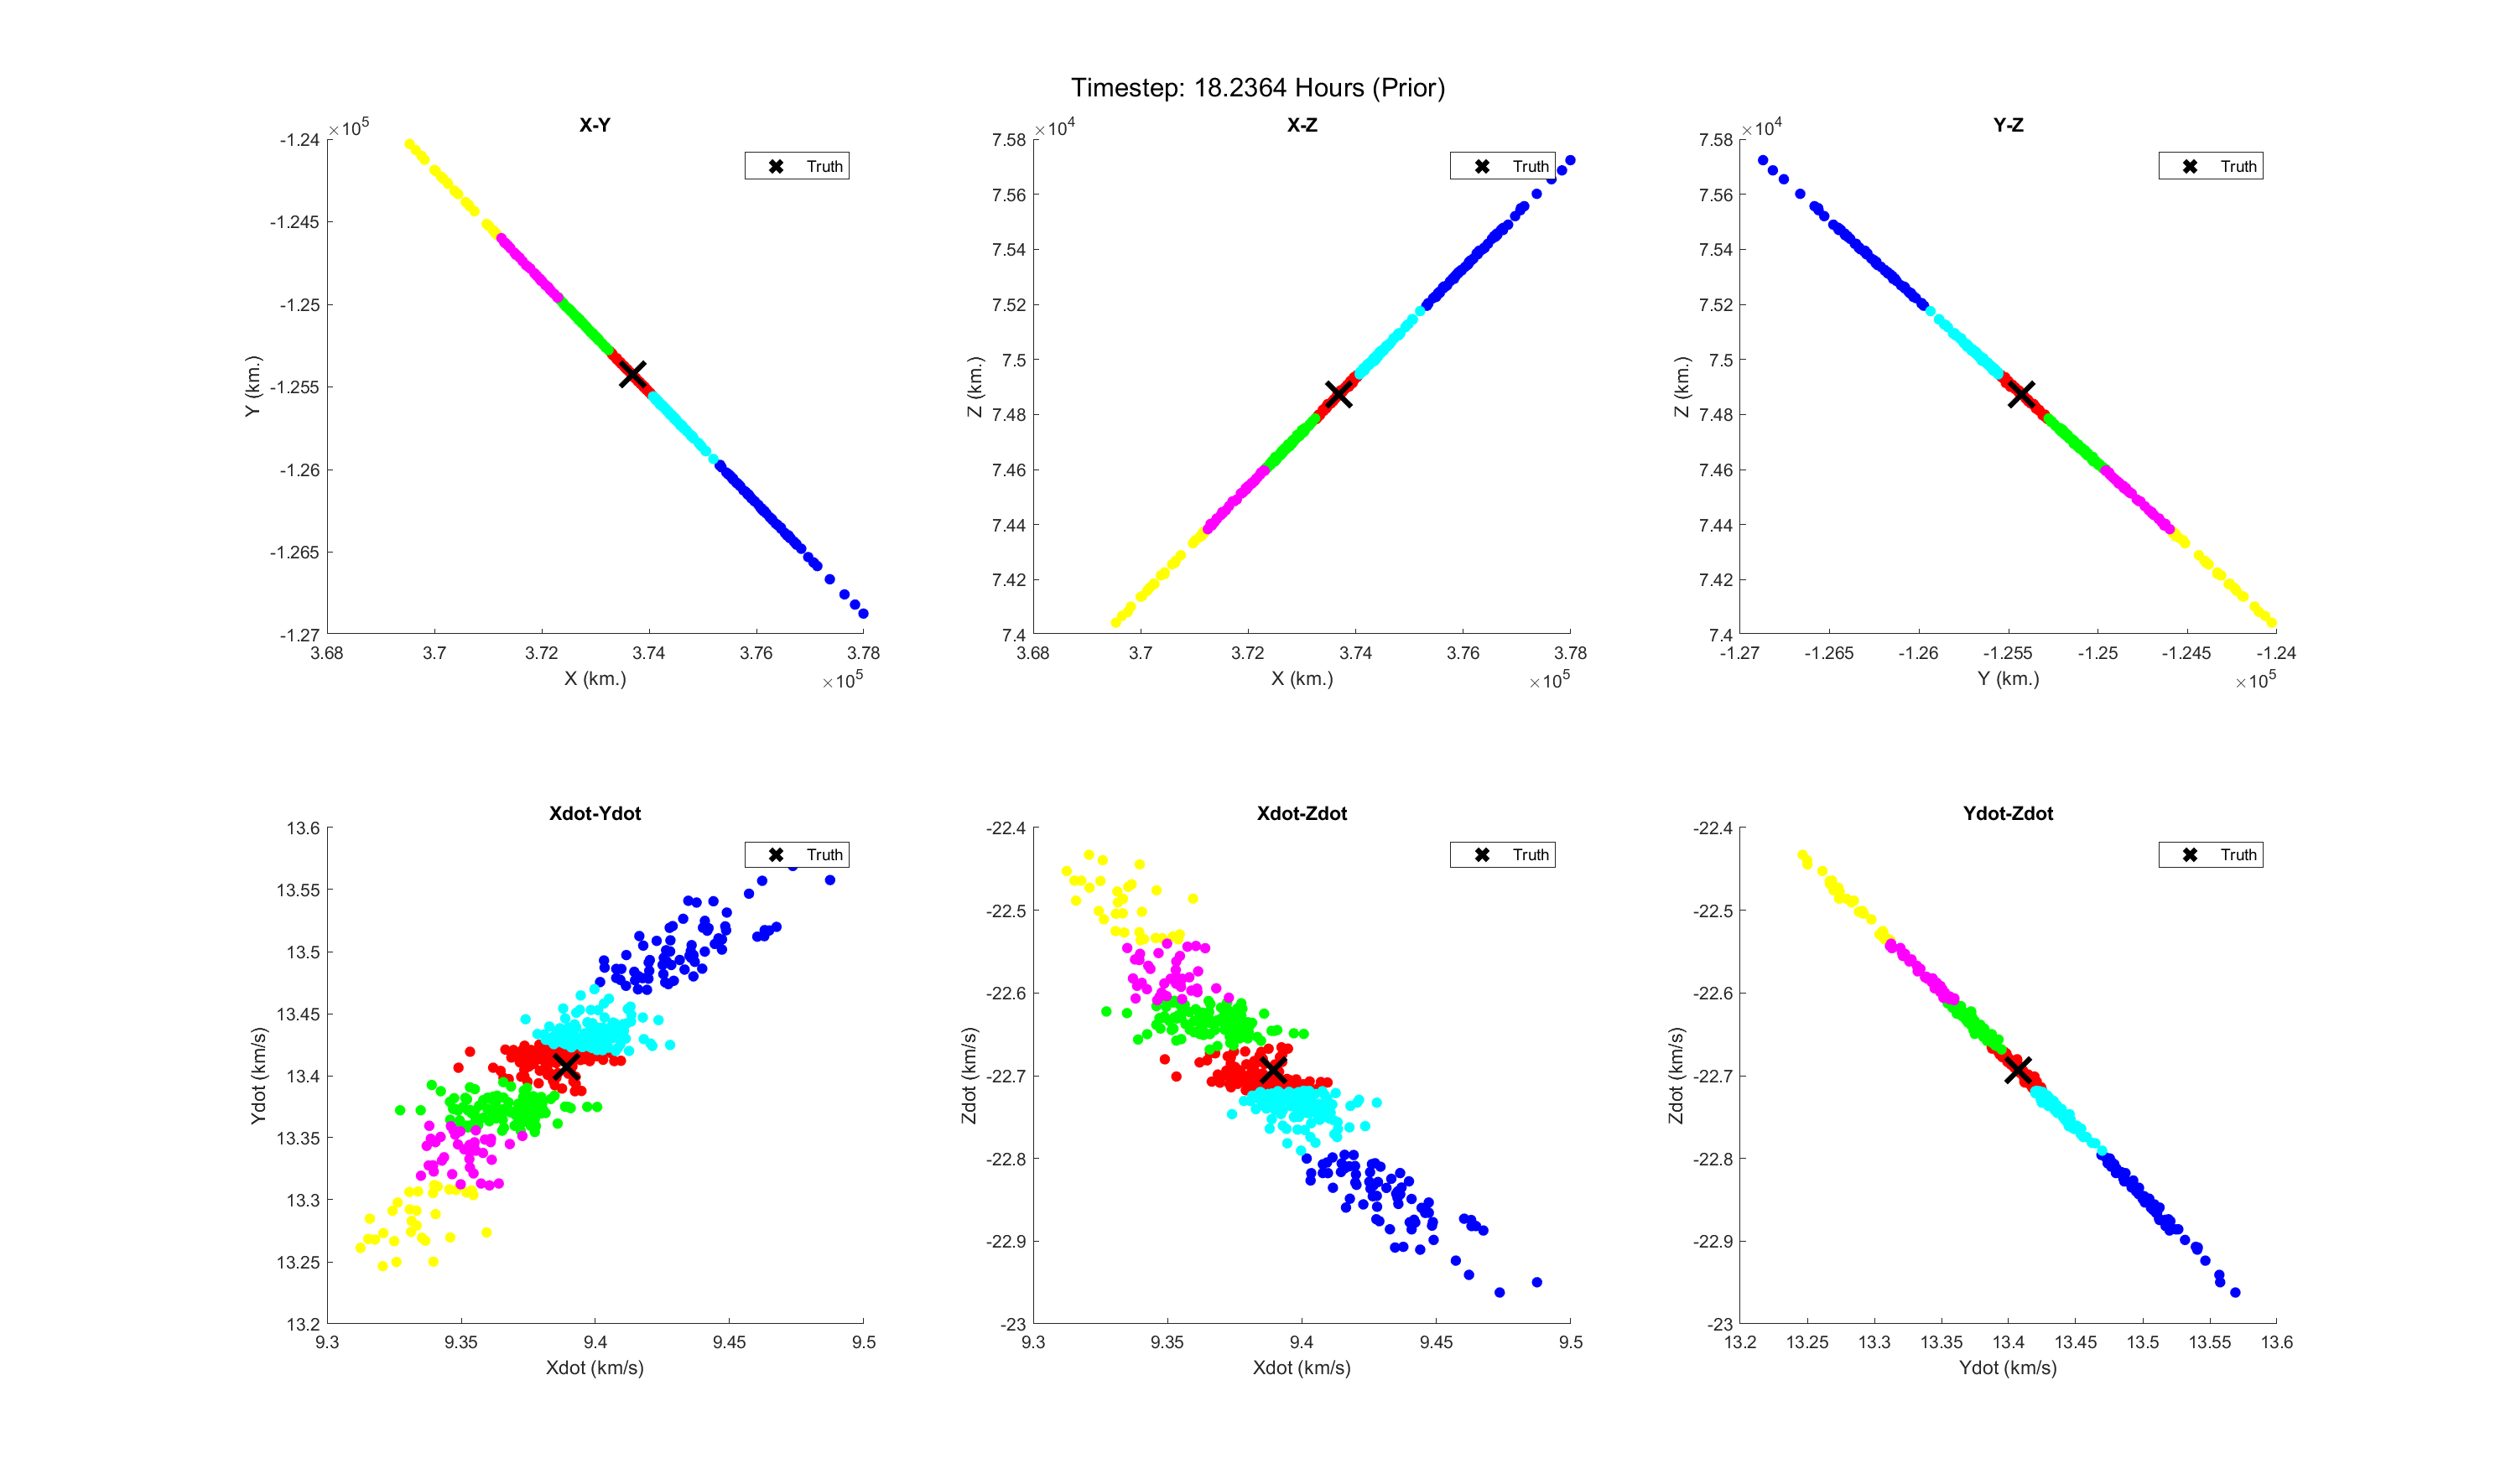 Timestep: 18.2364 Hours (Prior)
X-Y
×10^5
-1.24
-1.245
-1.25
-1.255
-1.26
-1.265
-1.27
Y (km.)
3.68 3.7 3.72 3.74 3.76 3.78
X (km.)
×10^5
Truth
X-Z
×10^4
7.58
7.56
7.54
7.52
7.5
7.48
7.46
7.44
7.42
7.4
Z (km.)
3.68 3.7 3.72 3.74 3.76 3.78
X (km.)
×10^5
Truth
Y-Z
×10^4
7.58
7.56
7.54
7.52
7.5
7.48
7.46
7.44
7.42
7.4
Z (km.)
-1.27 -1.265 -1.26 -1.255 -1.25 -1.245 -1.24
Y (km.)
×10^5
Truth
Xdot-Ydot
13.6
13.55
13.5
13.45
13.4
13.35
13.3
13.25
13.2
Ydot (km/s)
9.3 9.35 9.4 9.45 9.5
Xdot (km/s)
Truth
Xdot-Zdot
-22.4
-22.5
-22.6
-22.7
-22.8
-22.9
-23
Zdot (km/s)
9.3 9.35 9.4 9.45 9.5
Xdot (km/s)
Truth
Ydot-Zdot
-22.4
-22.5
-22.6
-22.7
-22.8
-22.9
-23
Zdot (km/s)
13.2 13.25 13.3 13.35 13.4 13.45 13.5 13.55 13.6
Ydot (km/s)
Truth